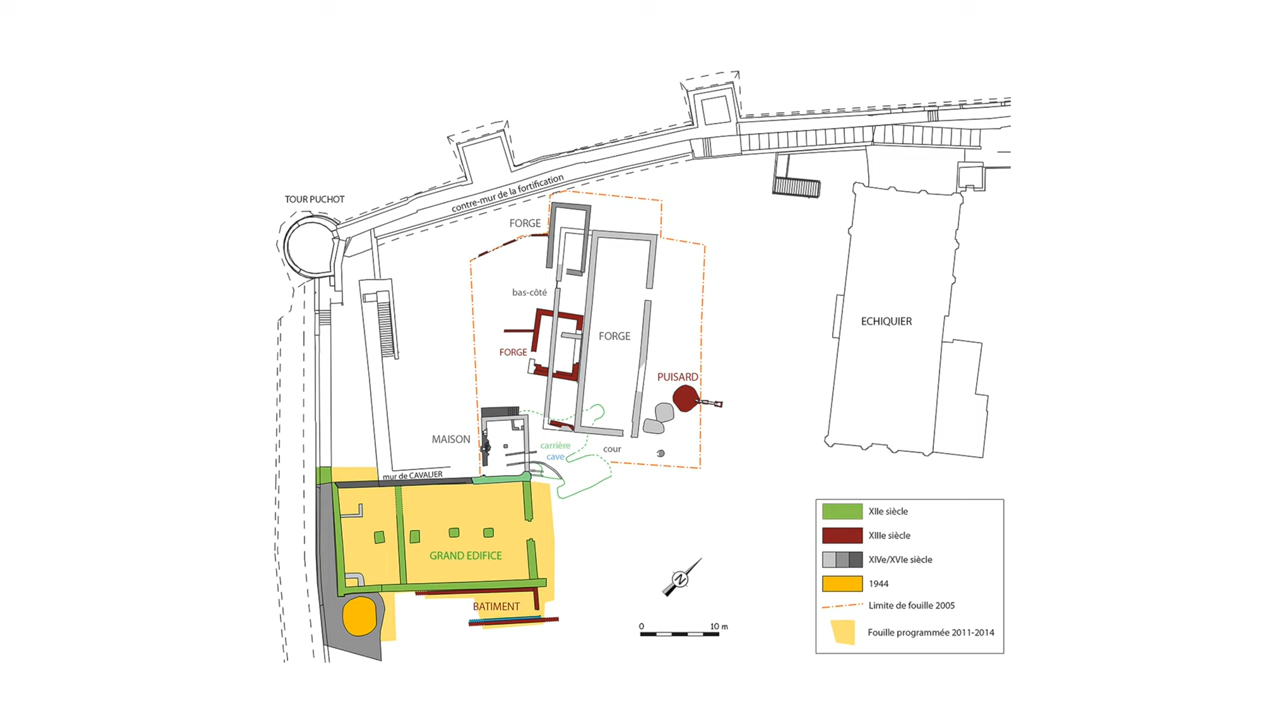 TOUR PUCHOT
contre-mur de la fortification
FORGE
bas-côté
FORGE
FORGE
ECHIQUIER
PUISARD
MAISON
carrière
cave
cour
mur de CAVALIER
GRAND EDIFICE
BATIMENT
N
0 10 m
XIIe siècle
XIIIe siècle
XIVe/XVIe siècle
1944
Limite de fouille 2005
Fouille programmée 2011-2014